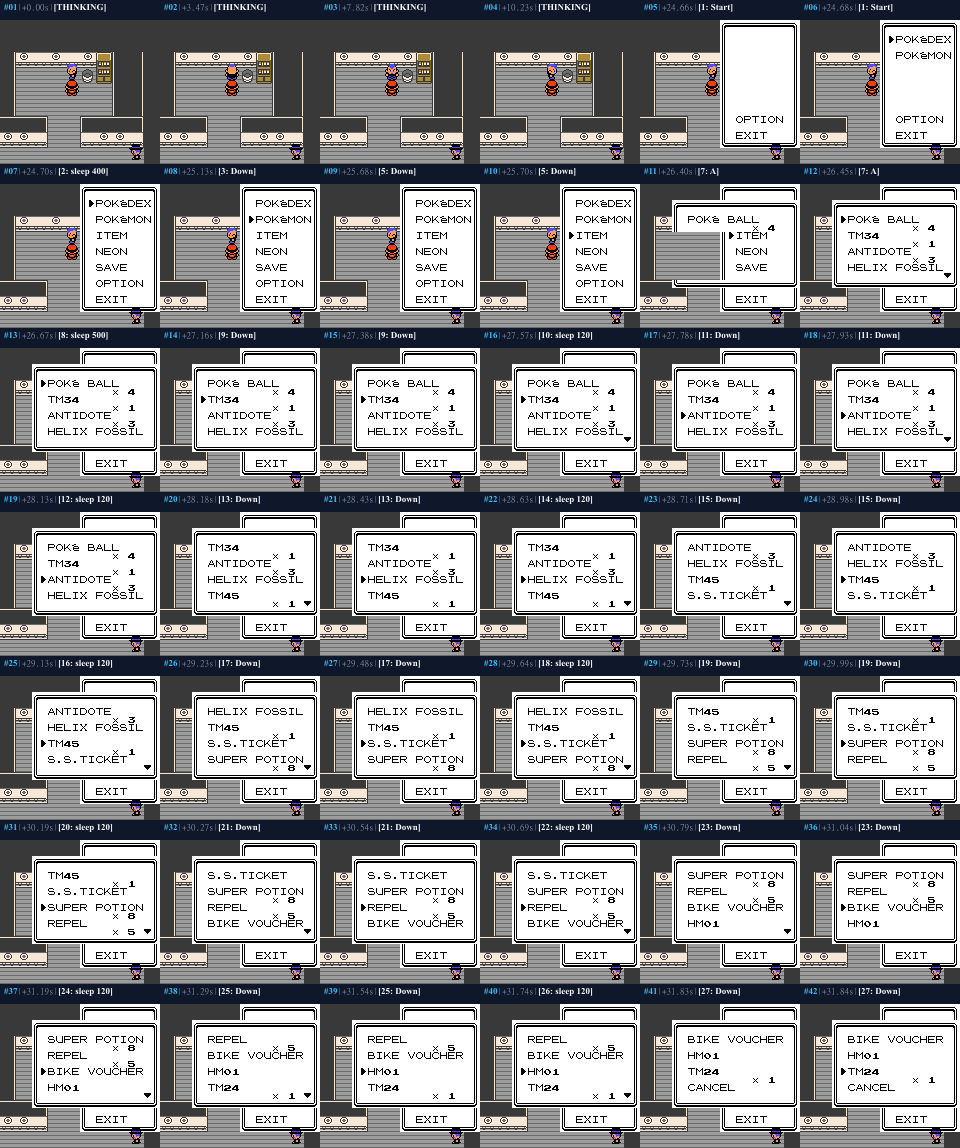 #01|+0.00s| [THINKING]
#02|+3.47s| [THINKING]
#03|+7.82s| [THINKING]
#04|+10.23s| [THINKING]
#05|+24.66s| [1: Start]
OPTION
EXIT
#06|+24.68s| [1: Start]
▶POKéDEX
POKéMON
OPTION
EXIT
#07|+24.70s| [2: sleep 400]
▶POKéDEX
POKéMON
ITEM
NEON
SAVE
OPTION
EXIT
#08|+25.13s| [3: Down]
POKéDEX
▶POKéMON
ITEM
NEON
SAVE
OPTION
EXIT
#09|+25.68s| [5: Down]
POKéDEX
POKéMON
ITEM
NEON
SAVE
OPTION
EXIT
#10|+25.70s| [5: Down]
POKéDEX
POKéMON
▶ITEM
NEON
SAVE
OPTION
EXIT
#11|+26.40s| [7: A]
POKé BALL
× 4
▶ITEM
NEON
SAVE
EXIT
#12|+26.45s| [7: A]
▶POKé BALL
× 4
TM34
× 1
ANTIDOTE
× 3
HELIX FOSSIL
EXIT
#13|+26.67s| [8: sleep 500]
▶POKé BALL
× 4
TM34
× 1
ANTIDOTE
× 3
HELIX FOSSIL
EXIT
#14|+27.16s| [9: Down]
POKé BALL
× 4
▶TM34
× 1
ANTIDOTE
× 3
HELIX FOSSIL
EXIT
#15|+27.38s| [9: Down]
POKé BALL
× 4
▶TM34
× 1
ANTIDOTE
× 3
HELIX FOSSIL
EXIT
#16|+27.57s| [10: sleep 120]
POKé BALL
× 4
▶TM34
× 1
ANTIDOTE
× 3
HELIX FOSSIL
EXIT
#17|+27.78s| [11: Down]
POKé BALL
× 4
TM34
× 1
▶ANTIDOTE
× 3
HELIX FOSSIL
EXIT
#18|+27.93s| [11: Down]
POKé BALL
× 4
TM34
× 1
▶ANTIDOTE
× 3
HELIX FOSSIL
EXIT
#19|+28.13s| [12: sleep 120]
POKé BALL
× 4
TM34
× 1
▶ANTIDOTE
× 3
HELIX FOSSIL
EXIT
#20|+28.18s| [13: Down]
TM34
× 1
ANTIDOTE
× 3
HELIX FOSSIL
TM45
× 1
EXIT
#21|+28.43s| [13: Down]
TM34
× 1
ANTIDOTE
× 3
▶HELIX FOSSIL
TM45
× 1
EXIT
#22|+28.63s| [14: sleep 120]
TM34
× 1
ANTIDOTE
× 3
▶HELIX FOSSIL
TM45
× 1
EXIT
#23|+28.71s| [15: Down]
ANTIDOTE
× 3
HELIX FOSSIL
TM45
× 1
S.S.TICKET
EXIT
#24|+28.98s| [15: Down]
ANTIDOTE
× 3
HELIX FOSSIL
▶TM45
× 1
S.S.TICKET
EXIT
#25|+29.13s| [16: sleep 120]
ANTIDOTE
× 3
HELIX FOSSIL
▶TM45
× 1
S.S.TICKET
EXIT
#26|+29.23s| [17: Down]
HELIX FOSSIL
TM45
× 1
S.S.TICKET
SUPER POTION
× 8
EXIT
#27|+29.48s| [17: Down]
HELIX FOSSIL
TM45
× 1
▶S.S.TICKET
SUPER POTION
× 8
EXIT
#28|+29.64s| [18: sleep 120]
HELIX FOSSIL
TM45
× 1
▶S.S.TICKET
SUPER POTION
× 8
EXIT
#29|+29.73s| [19: Down]
TM45
× 1
S.S.TICKET
SUPER POTION
× 8
REPEL
× 5
EXIT
#30|+29.99s| [19: Down]
TM45
× 1
S.S.TICKET
▶SUPER POTION
× 8
REPEL
× 5
EXIT
#31|+30.19s| [20: sleep 120]
TM45
× 1
S.S.TICKET
▶SUPER POTION
× 8
REPEL
× 5
EXIT
#32|+30.27s| [21: Down]
S.S.TICKET
SUPER POTION
× 8
REPEL
× 5
BIKE VOUCHER
EXIT
#33|+30.54s| [21: Down]
S.S.TICKET
SUPER POTION
× 8
▶REPEL
× 5
BIKE VOUCHER
EXIT
#34|+30.69s| [22: sleep 120]
S.S.TICKET
SUPER POTION
× 8
▶REPEL
× 5
BIKE VOUCHER
EXIT
#35|+30.79s| [23: Down]
SUPER POTION
× 8
REPEL
× 5
BIKE VOUCHER
HM01
EXIT
#36|+31.04s| [23: Down]
SUPER POTION
× 8
REPEL
× 5
▶BIKE VOUCHER
HM01
EXIT
#37|+31.19s| [24: sleep 120]
SUPER POTION
× 8
REPEL
× 5
▶BIKE VOUCHER
HM01
EXIT
#38|+31.29s| [25: Down]
REPEL
× 5
BIKE VOUCHER
HM01
TM24
× 1
EXIT
#39|+31.54s| [25: Down]
REPEL
× 5
BIKE VOUCHER
▶HM01
TM24
× 1
EXIT
#40|+31.74s| [26: sleep 120]
REPEL
× 5
BIKE VOUCHER
▶HM01
TM24
× 1
EXIT
#41|+31.83s| [27: Down]
BIKE VOUCHER
HM01
TM24
× 1
CANCEL
EXIT
#42|+31.94s| [27: Down]
BIKE VOUCHER
HM01
▶TM24
× 1
CANCEL
EXIT